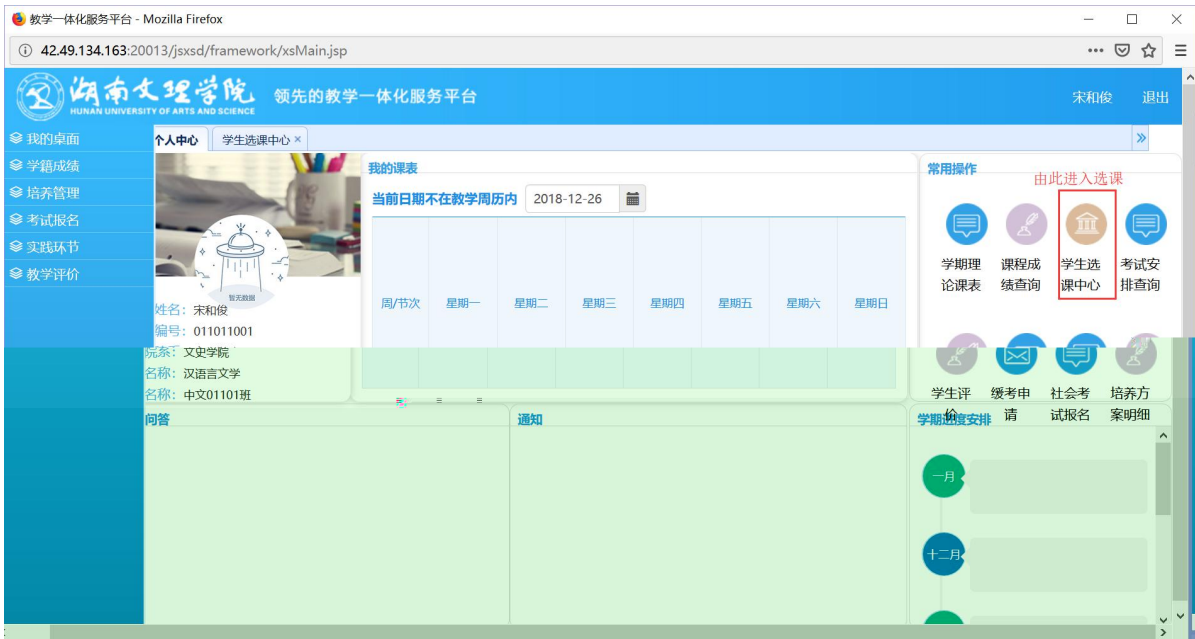 教学一体化服务平台 - Mozilla Firefox
42.49.134.163:20013/jsxsd/framework/xsMain.jsp
湖南文理学院
HUNAN UNIVERSITY OF ARTS AND SCIENCE
领先的教学一体化服务平台
宋和俊 退出
我的桌面
学籍成绩
培养管理
考试报名
实践环节
教学评价
个人中心 学生选课中心
暂无数据
姓名：宋和俊
编号：011011001
院系：文史学院
名称：汉语言文学
名称：中文01101班
我的课表
当前日期不在教学周历内 2018-12-26
周/节次 星期一 星期二 星期三 星期四 星期五 星期六 星期日
常用操作
由此进入选课
学期理论课表
课程成绩查询
学生选课中心
考试安排查询
学生评价
缓考申请
社会考试报名
培养方案明细
问答
通知
学期进度安排
一月
十二月